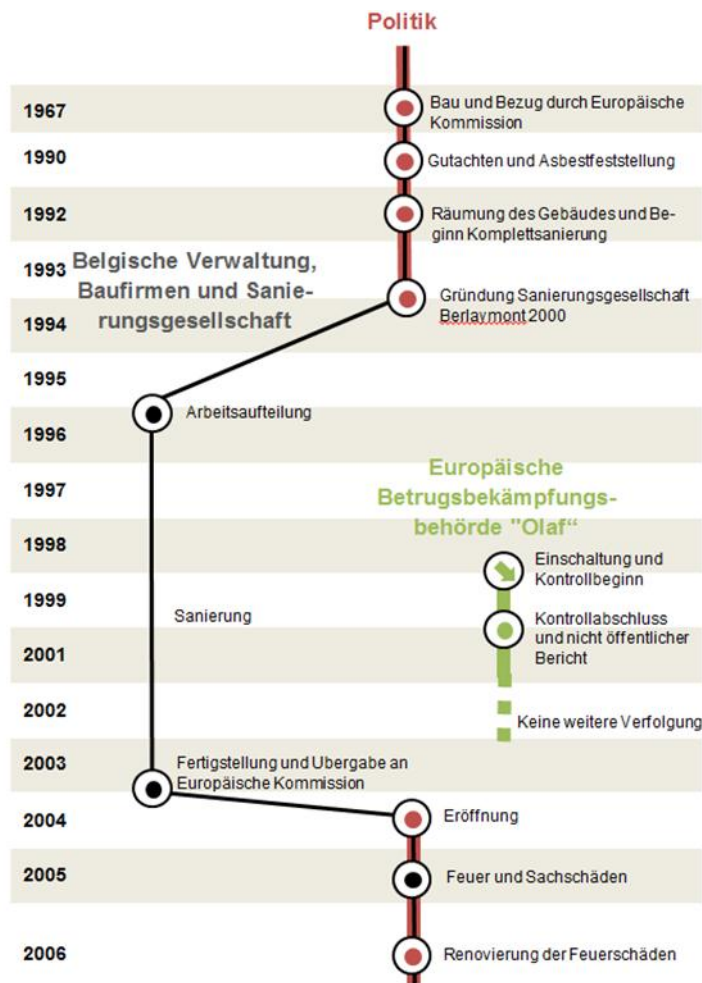 Politik
1967
Bau und Bezug durch Europäische
Kommission
1990
Gutachten und Asbestfeststellung
1992
Räumung des Gebäudes und Be-
ginn Komplettsanierung
1993
Belgische Verwaltung,
Baufirmen und Sanie-
rungsgesellschaft
Gründung Sanierungsgesellschaft
Berlaymont 2000
1994
1995
Arbeitsaufteilung
1996
Europäische
Betrugsbekämpfungs-
behörde "Olaf“
1997
1998
Einschaltung und
Kontrollbeginn
1999
Sanierung
Kontrollabschluss
und nicht öffentlicher
Bericht
2001
2002
Keine weitere Verfolgung
2003
Fertigstellung und Ubergabe an
Europäische Kommission
2004
Eröffnung
2005
Feuer und Sachschäden
2006
Renovierung der Feuerschäden